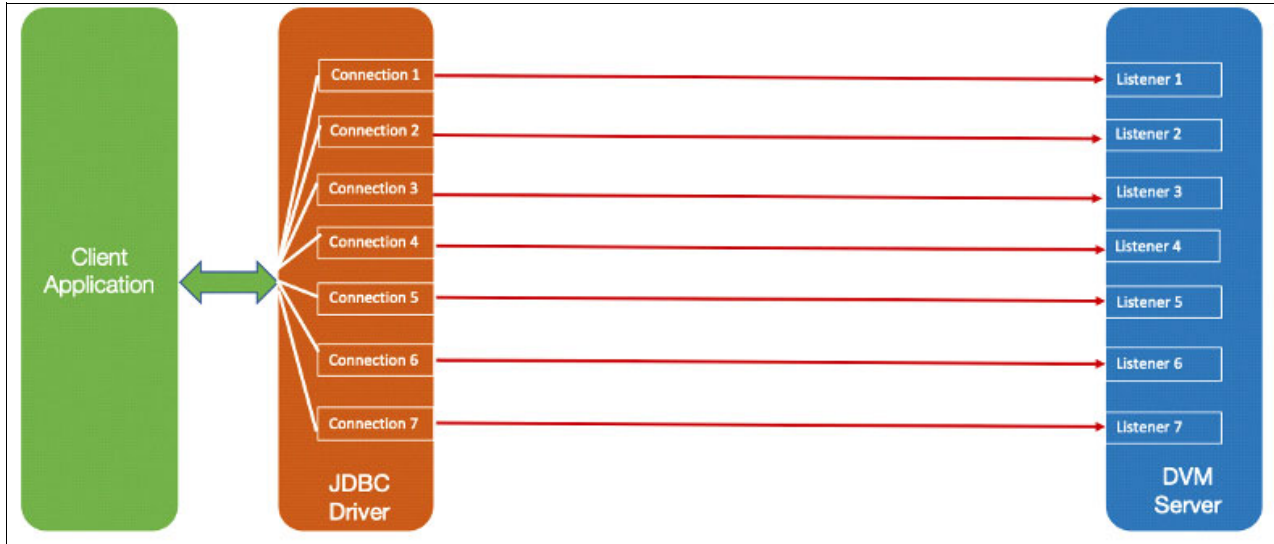 Client
Application
Connection 1
Connection 2
Connection 3
Connection 4
Connection 5
Connection 6
Connection 7
JDBC
Driver
Listener 1
Listener 2
Listener 3
Listener 4
Listener 5
Listener 6
Listener 7
DVM
Server